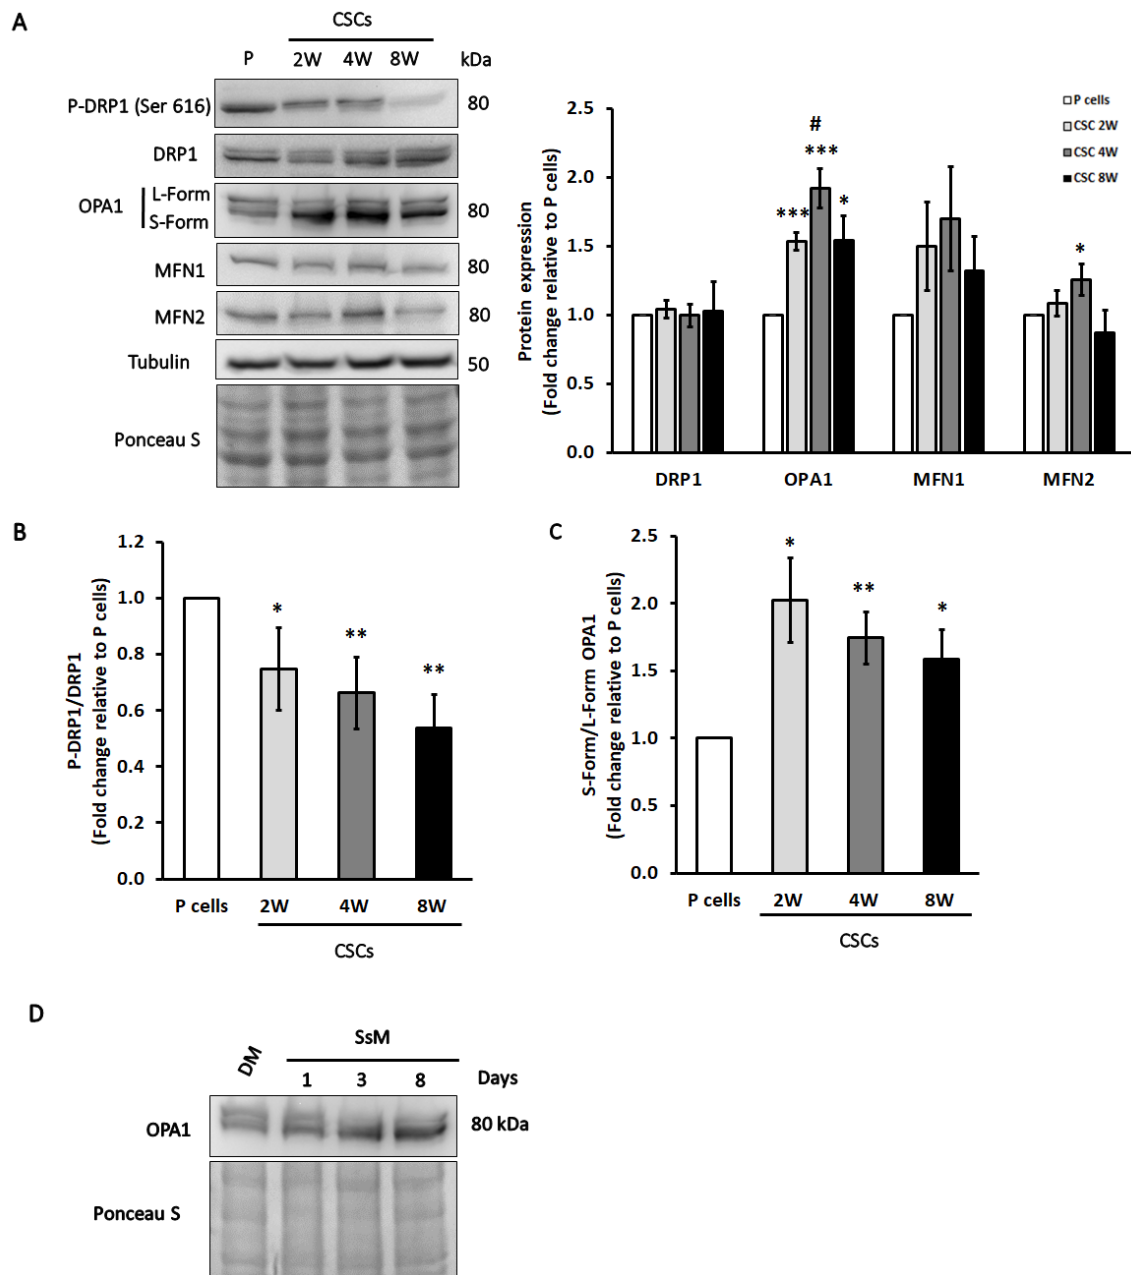 A
CSCs
P 2W 4W 8W kDa
P-DRP1 (Ser 616) 80
DRP1
OPA1 L-Form
S-Form 80
MFN1 80
MFN2 80
Tubulin 50
Ponceau S
Protein expression
(Fold change relative to P cells)
2.5
2.0
1.5
1.0
0.5
0.0
P cells
CSC 2W
CSC 4W
CSC 8W
#
*** *** * *
DRP1 OPA1 MFN1 MFN2
B
P-DRP1/DRP1
(Fold change relative to P cells)
1.2
1.0
0.8
0.6
0.4
0.2
0.0
* ** **
P cells 2W 4W 8W
CSCs
C
S-Form/L-Form OPA1
(Fold change relative to P cells)
2.5
2.0
1.5
1.0
0.5
0.0
* ** *
P cells 2W 4W 8W
CSCs
D
SsM
DM 1 3 8 Days
OPA1 80 kDa
Ponceau S